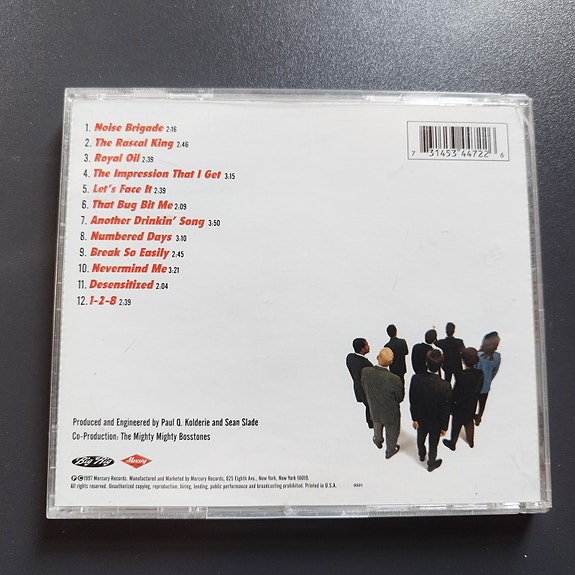 1. Noise Brigade 2:16
2. The Rascal King 2:46
3. Royal Oil 2:39
4. The Impression That I Get 3:15
5. Let's Face It 2:39
6. That Bug Bit Me 2:09
7. Another Drinkin' Song 3:50
8. Numbered Days 3:10
9. Break So Easily 2:45
10. Nevermind Me 3:21
11. Desensitized 2:04
12. 1-2-8 2:39
7 31453 44722 6
Produced and Engineered by Paul Q. Kolderie and Sean Slade
Co-Production: The Mighty Mighty Bosstones
Big Rig Mercury
℗©1997 Mercury Records. Manufactured and Marketed by Mercury Records, 825 Eighth Ave., New York, New York 10019.
All rights reserved. Unauthorized copying, reproduction, hiring, lending, public performance and broadcasting prohibited. Printed in U.S.A. 0501